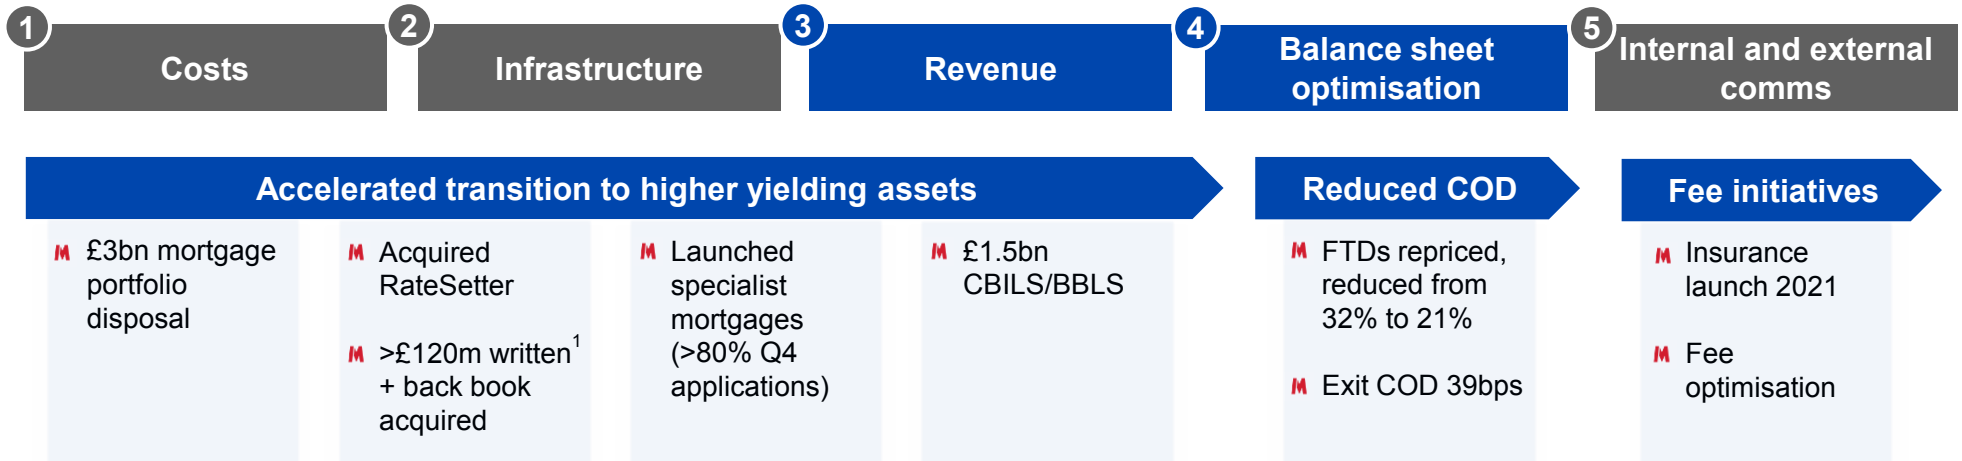 1
Costs
2
Infrastructure
3
Revenue
4
Balance sheet
optimisation
5
Internal and external
comms
Accelerated transition to higher yielding assets
£3bn mortgage
portfolio
disposal
Acquired
RateSetter
>£120m written1
+ back book
acquired
Launched
specialist
mortgages
(>80% Q4
applications)
£1.5bn
CBILS/BBLS
Reduced COD
FTDs repriced,
reduced from
32% to 21%
Exit COD 39bps
Fee initiatives
Insurance
launch 2021
Fee
optimisation